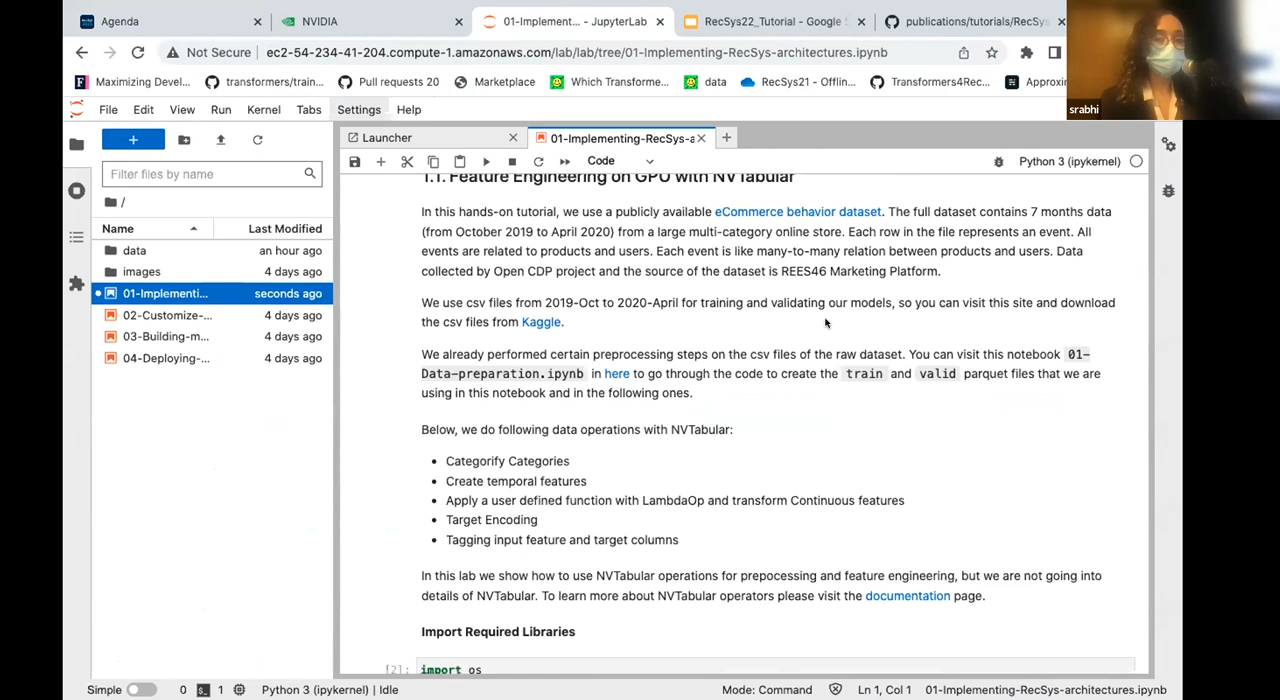 Agenda
NVIDIA
01-Implement... - JupyterLab
RecSys22_Tutorial - Google S
publications/tutorials/RecSys
Not Secure
ec2-54-234-41-204.compute-1.amazonaws.com/lab/lab/tree/01-Implementing-RecSys-architectures.ipynb
Maximizing Devel...
transformers/train...
Pull requests 20
Marketplace
Which Transforme...
data
RecSys21 - Offlin...
Transformers4Rec...
Approxin
srabhi
File Edit View Run Kernel Tabs Settings Help
Launcher
01-Implementing-RecSys-a
Filter files by name
Code
Python 3 (ipykernel)
/
Name
Last Modified
data
an hour ago
images
4 days ago
01-Implementi...
seconds ago
02-Customize-...
4 days ago
03-Building-m...
4 days ago
04-Deploying-...
4 days ago
1.1. Feature Engineering on GPU with NVTabular
In this hands-on tutorial, we use a publicly available eCommerce behavior dataset. The full dataset contains 7 months data
(from October 2019 to April 2020) from a large multi-category online store. Each row in the file represents an event. All
events are related to products and users. Each event is like many-to-many relation between products and users. Data
collected by Open CDP project and the source of the dataset is REES46 Marketing Platform.
We use csv files from 2019-Oct to 2020-April for training and validating our models, so you can visit this site and download
the csv files from Kaggle.
We already performed certain preprocessing steps on the csv files of the raw dataset. You can visit this notebook 01-
Data-preparation.ipynb in here to go through the code to create the train and valid parquet files that we are
using in this notebook and in the following ones.
Below, we do following data operations with NVTabular:
Categorify Categories
Create temporal features
Apply a user defined function with LambdaOp and transform Continuous features
Target Encoding
Tagging input feature and target columns
In this lab we show how to use NVTabular operations for prepocessing and feature engineering, but we are not going into
details of NVTabular. To learn more about NVTabular operators please visit the documentation page.
Import Required Libraries
[2]: import os
Simple 0 1 Python 3 (ipykernel) | Idle
Mode: Command Ln 1, Col 1 01-Implementing-RecSys-architectures.ipynb